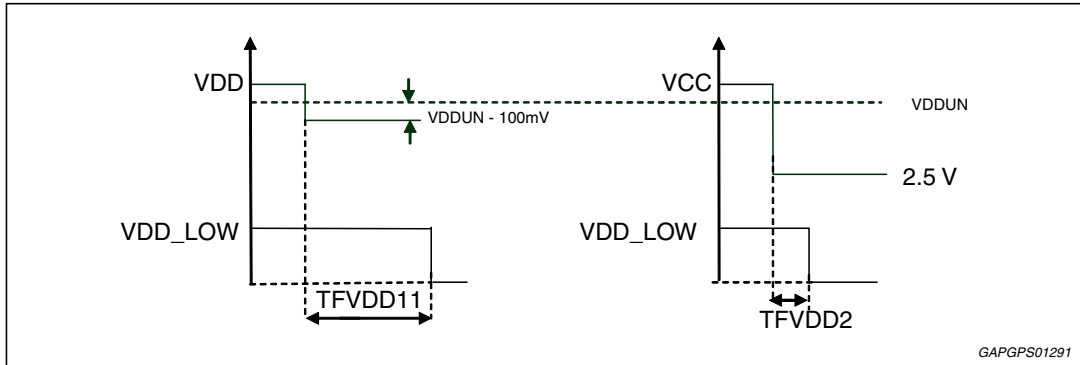 VDD
VDDUN - 100mV
VDD_LOW
TFVDD11
VCC
VDDUN
2.5 V
VDD_LOW
TFVDD2
GAPGPS01291